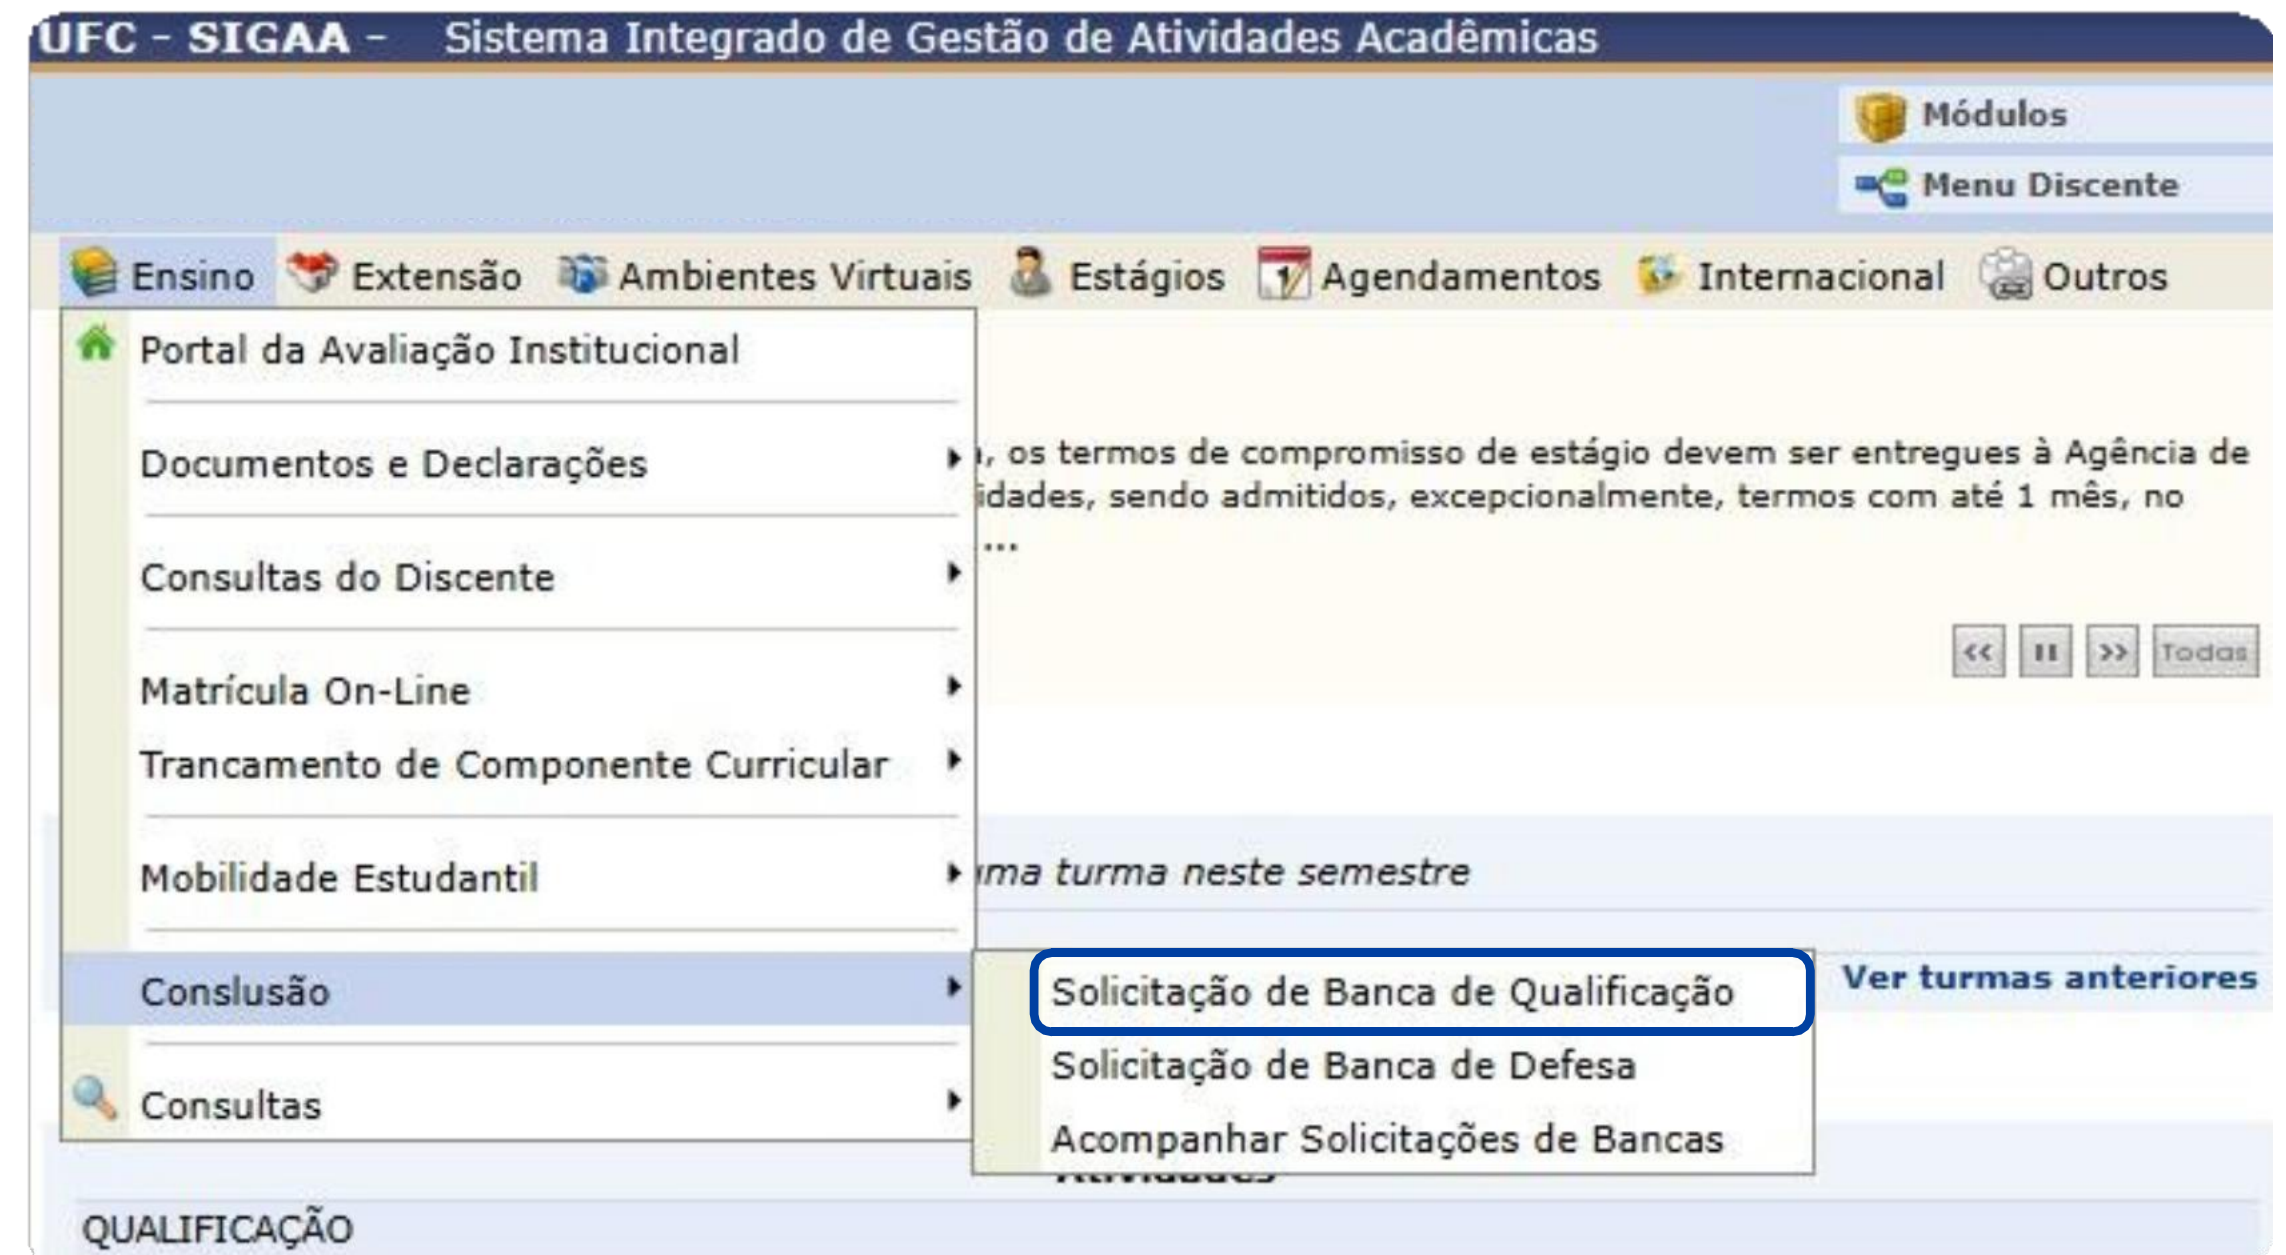 UFC - SIGAA - Sistema Integrado de Gestão de Atividades Acadêmicas
Módulos
Menu Discente
Ensino Extensão Ambientes Virtuais Estágios Agendamentos Internacional Outros
Portal da Avaliação Institucional
Documentos e Declarações
, os termos de compromisso de estágio devem ser entregues à Agência de
idades, sendo admitidos, excepcionalmente, termos com até 1 mês, no
...
Consultas do Discente
<< II >> Todas
Matrícula On-Line
Trancamento de Componente Curricular
Mobilidade Estudantil
ma turma neste semestre
Conslusão
Solicitação de Banca de Qualificação
Ver turmas anteriores
Solicitação de Banca de Defesa
Consultas
Acompanhar Solicitações de Bancas
QUALIFICAÇÃO